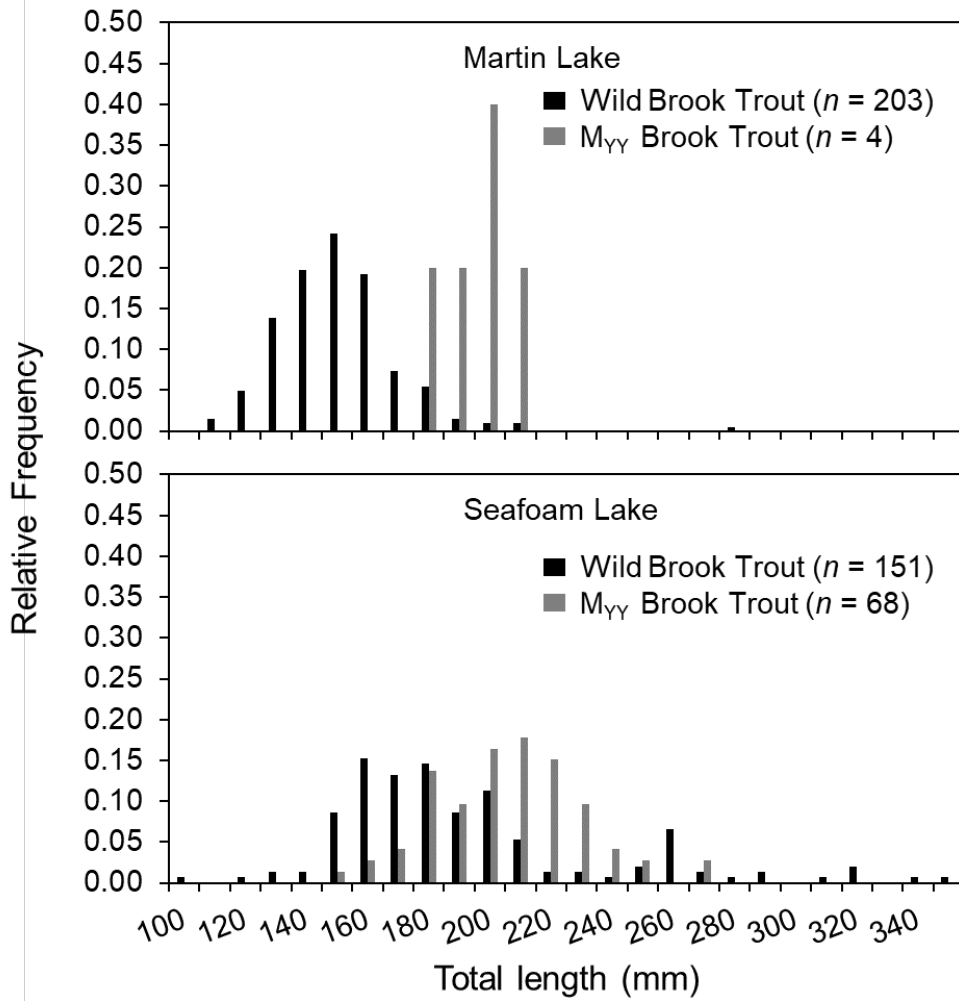 0.50
0.45
0.40
0.35
0.30
0.25
0.20
0.15
0.10
0.05
0.00
Martin Lake
Wild Brook Trout (n = 203)
MYY Brook Trout (n = 4)
Relative Frequency
0.50
0.45
0.40
0.35
0.30
0.25
0.20
0.15
0.10
0.05
0.00
Seafoam Lake
Wild Brook Trout (n = 151)
MYY Brook Trout (n = 68)
100 120 140 160 180 200 220 240 260 280 300 320 340
Total length (mm)